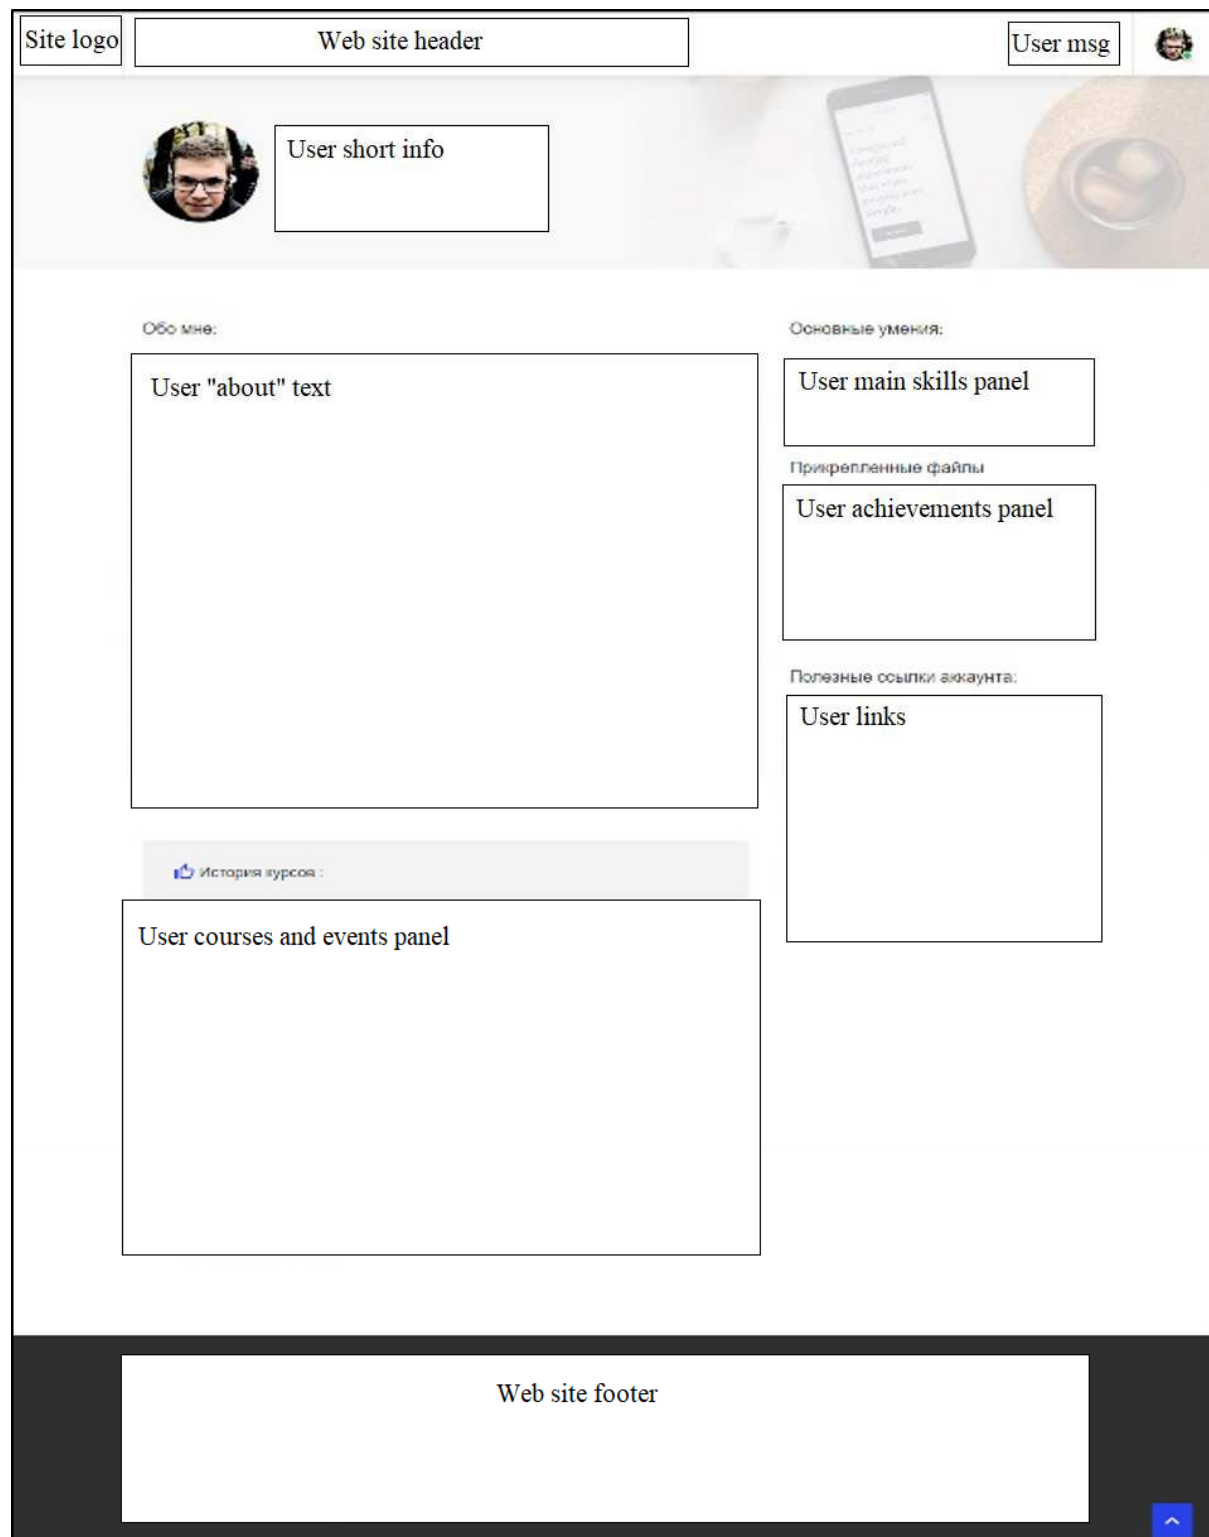 Site logo
Web site header
User msg
User short info
Обо мне:
User "about" text
Основные умения:
User main skills panel
Прикрепленные файлы
User achievements panel
Полезные ссылки аккаунта:
User links
История курсов :
User courses and events panel
Web site footer